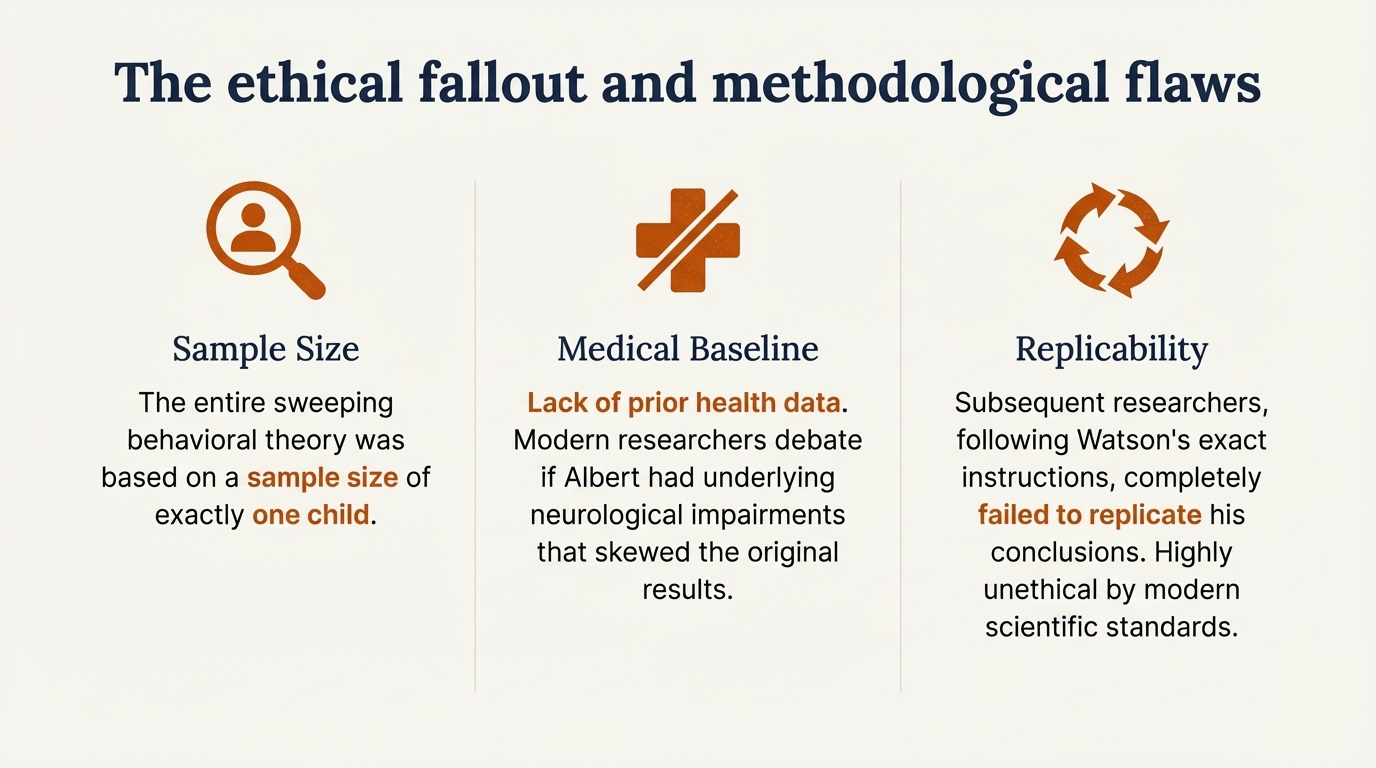 The ethical fallout and methodological flaws
Sample Size
The entire sweeping
behavioral theory was
based on a sample size of
exactly one child.
Medical Baseline
Lack of prior health data.
Modern researchers debate
if Albert had underlying
neurological impairments
that skewed the original
results.
Replicability
Subsequent researchers,
following Watson's exact
instructions, completely
failed to replicate his
conclusions. Highly
unethical by modern
scientific standards.